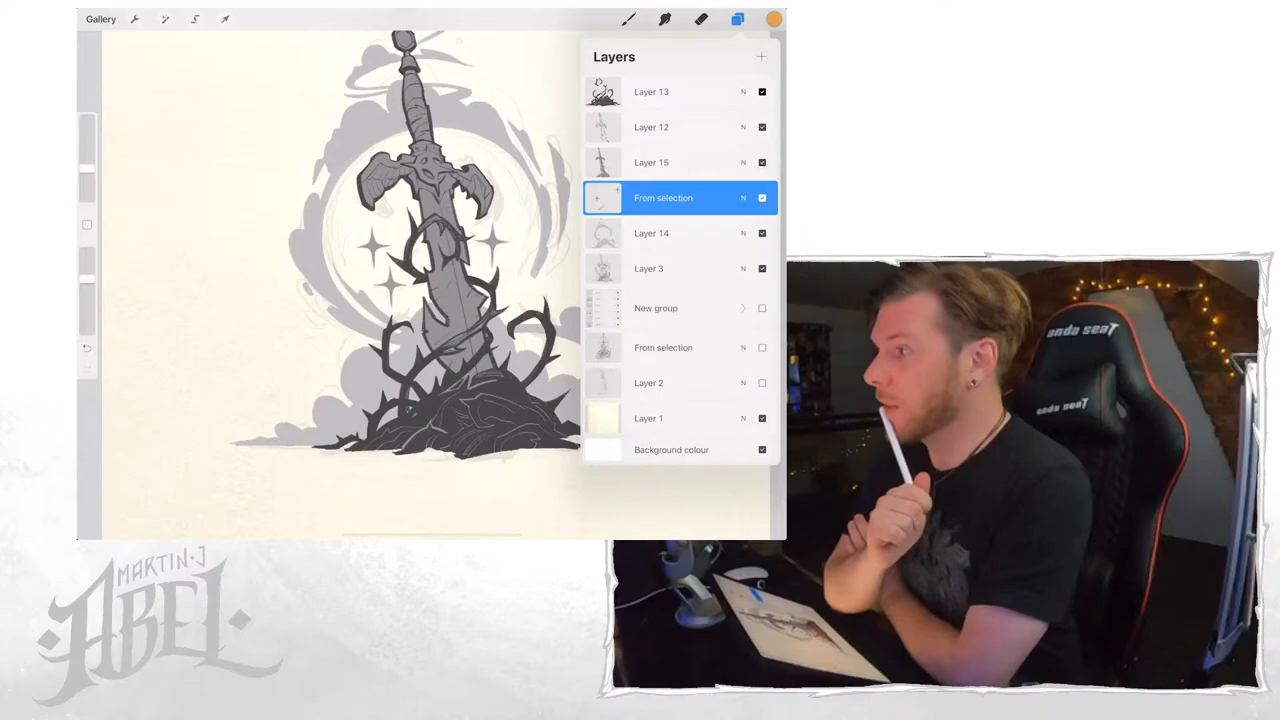 Gallery
Layers
Layer 13 N
Layer 12 N
Layer 15 N
From selection N
Layer 14 N
Layer 3 N
New group
From selection N
Layer 2 N
Layer 1 N
Background colour
anda seaT
anda seaT
MARTIN·J
ABEL